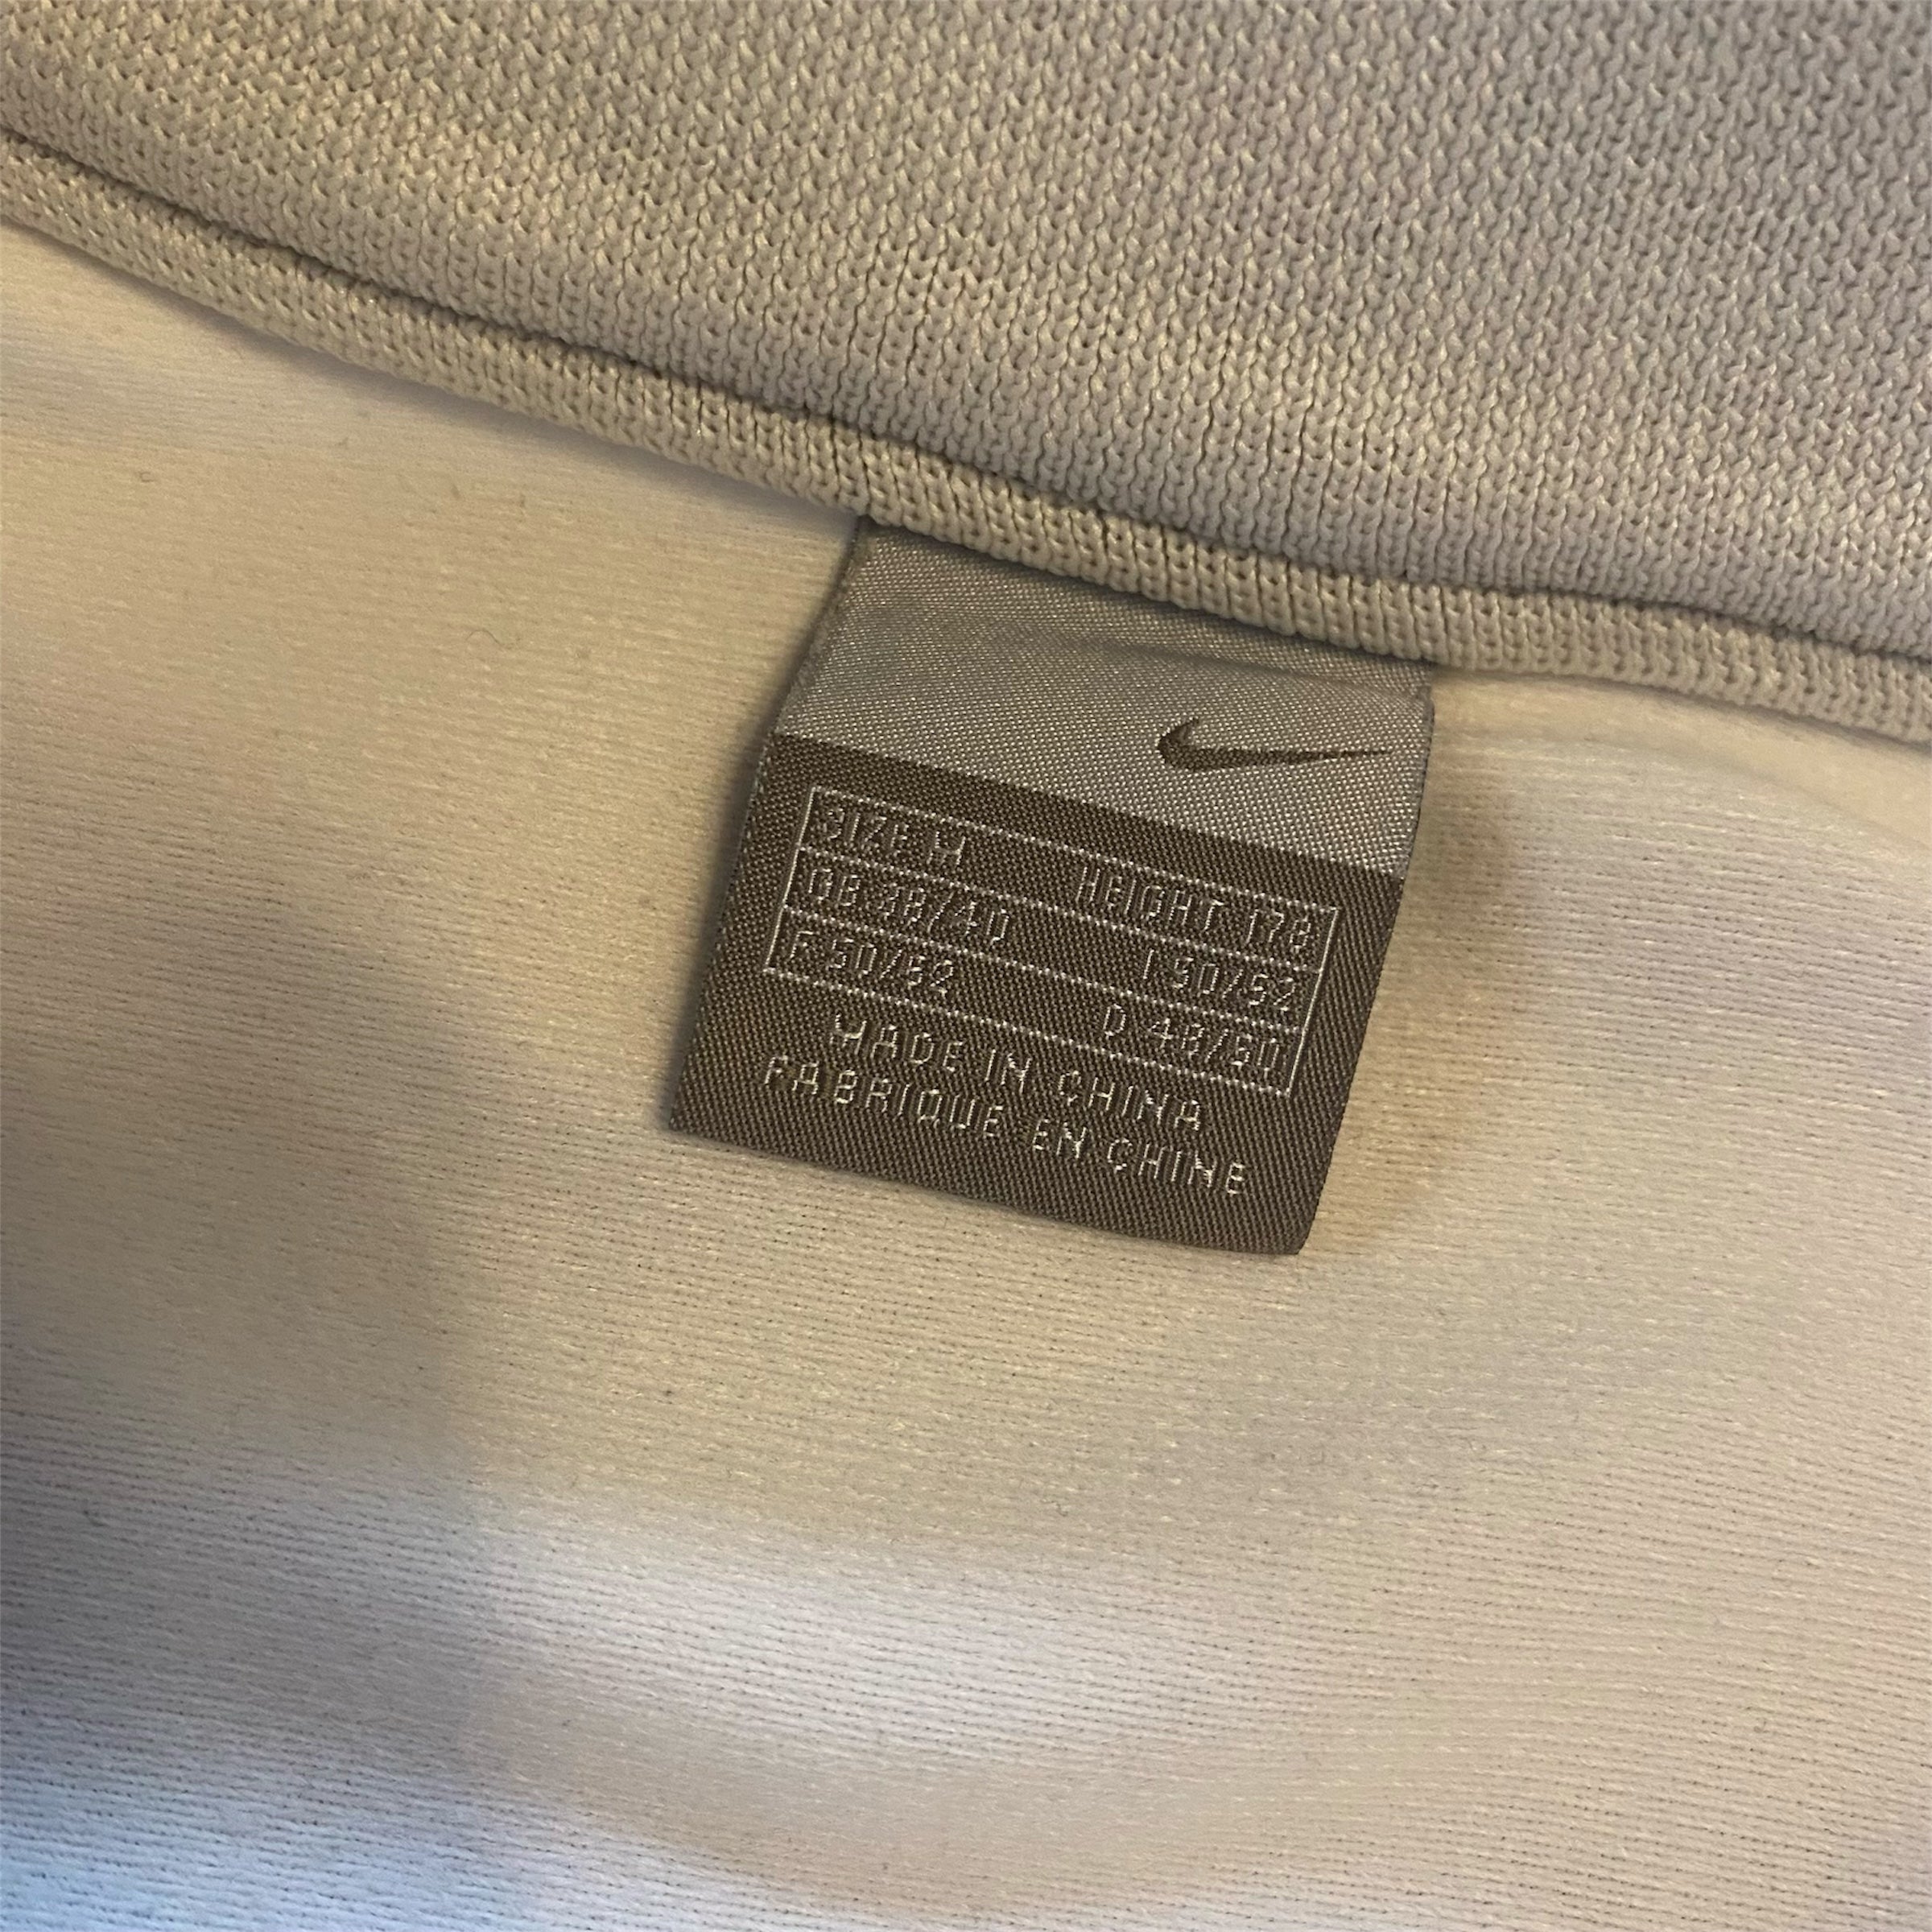 SIZE M HEIGHT 178
GB 38/40 I 50/52
F 50/52 D 48/50
MADE IN CHINA
FABRIQUE EN CHINE